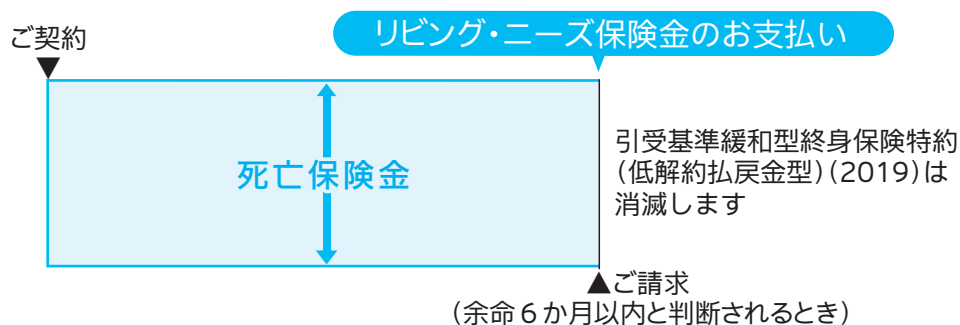 ご契約
リビング・ニーズ保険金のお支払い
死亡保険金
引受基準緩和型終身保険特約
(低解約払戻金型)(2019)は
消滅します
▲ご請求
(余命6か月以内と判断されるとき)